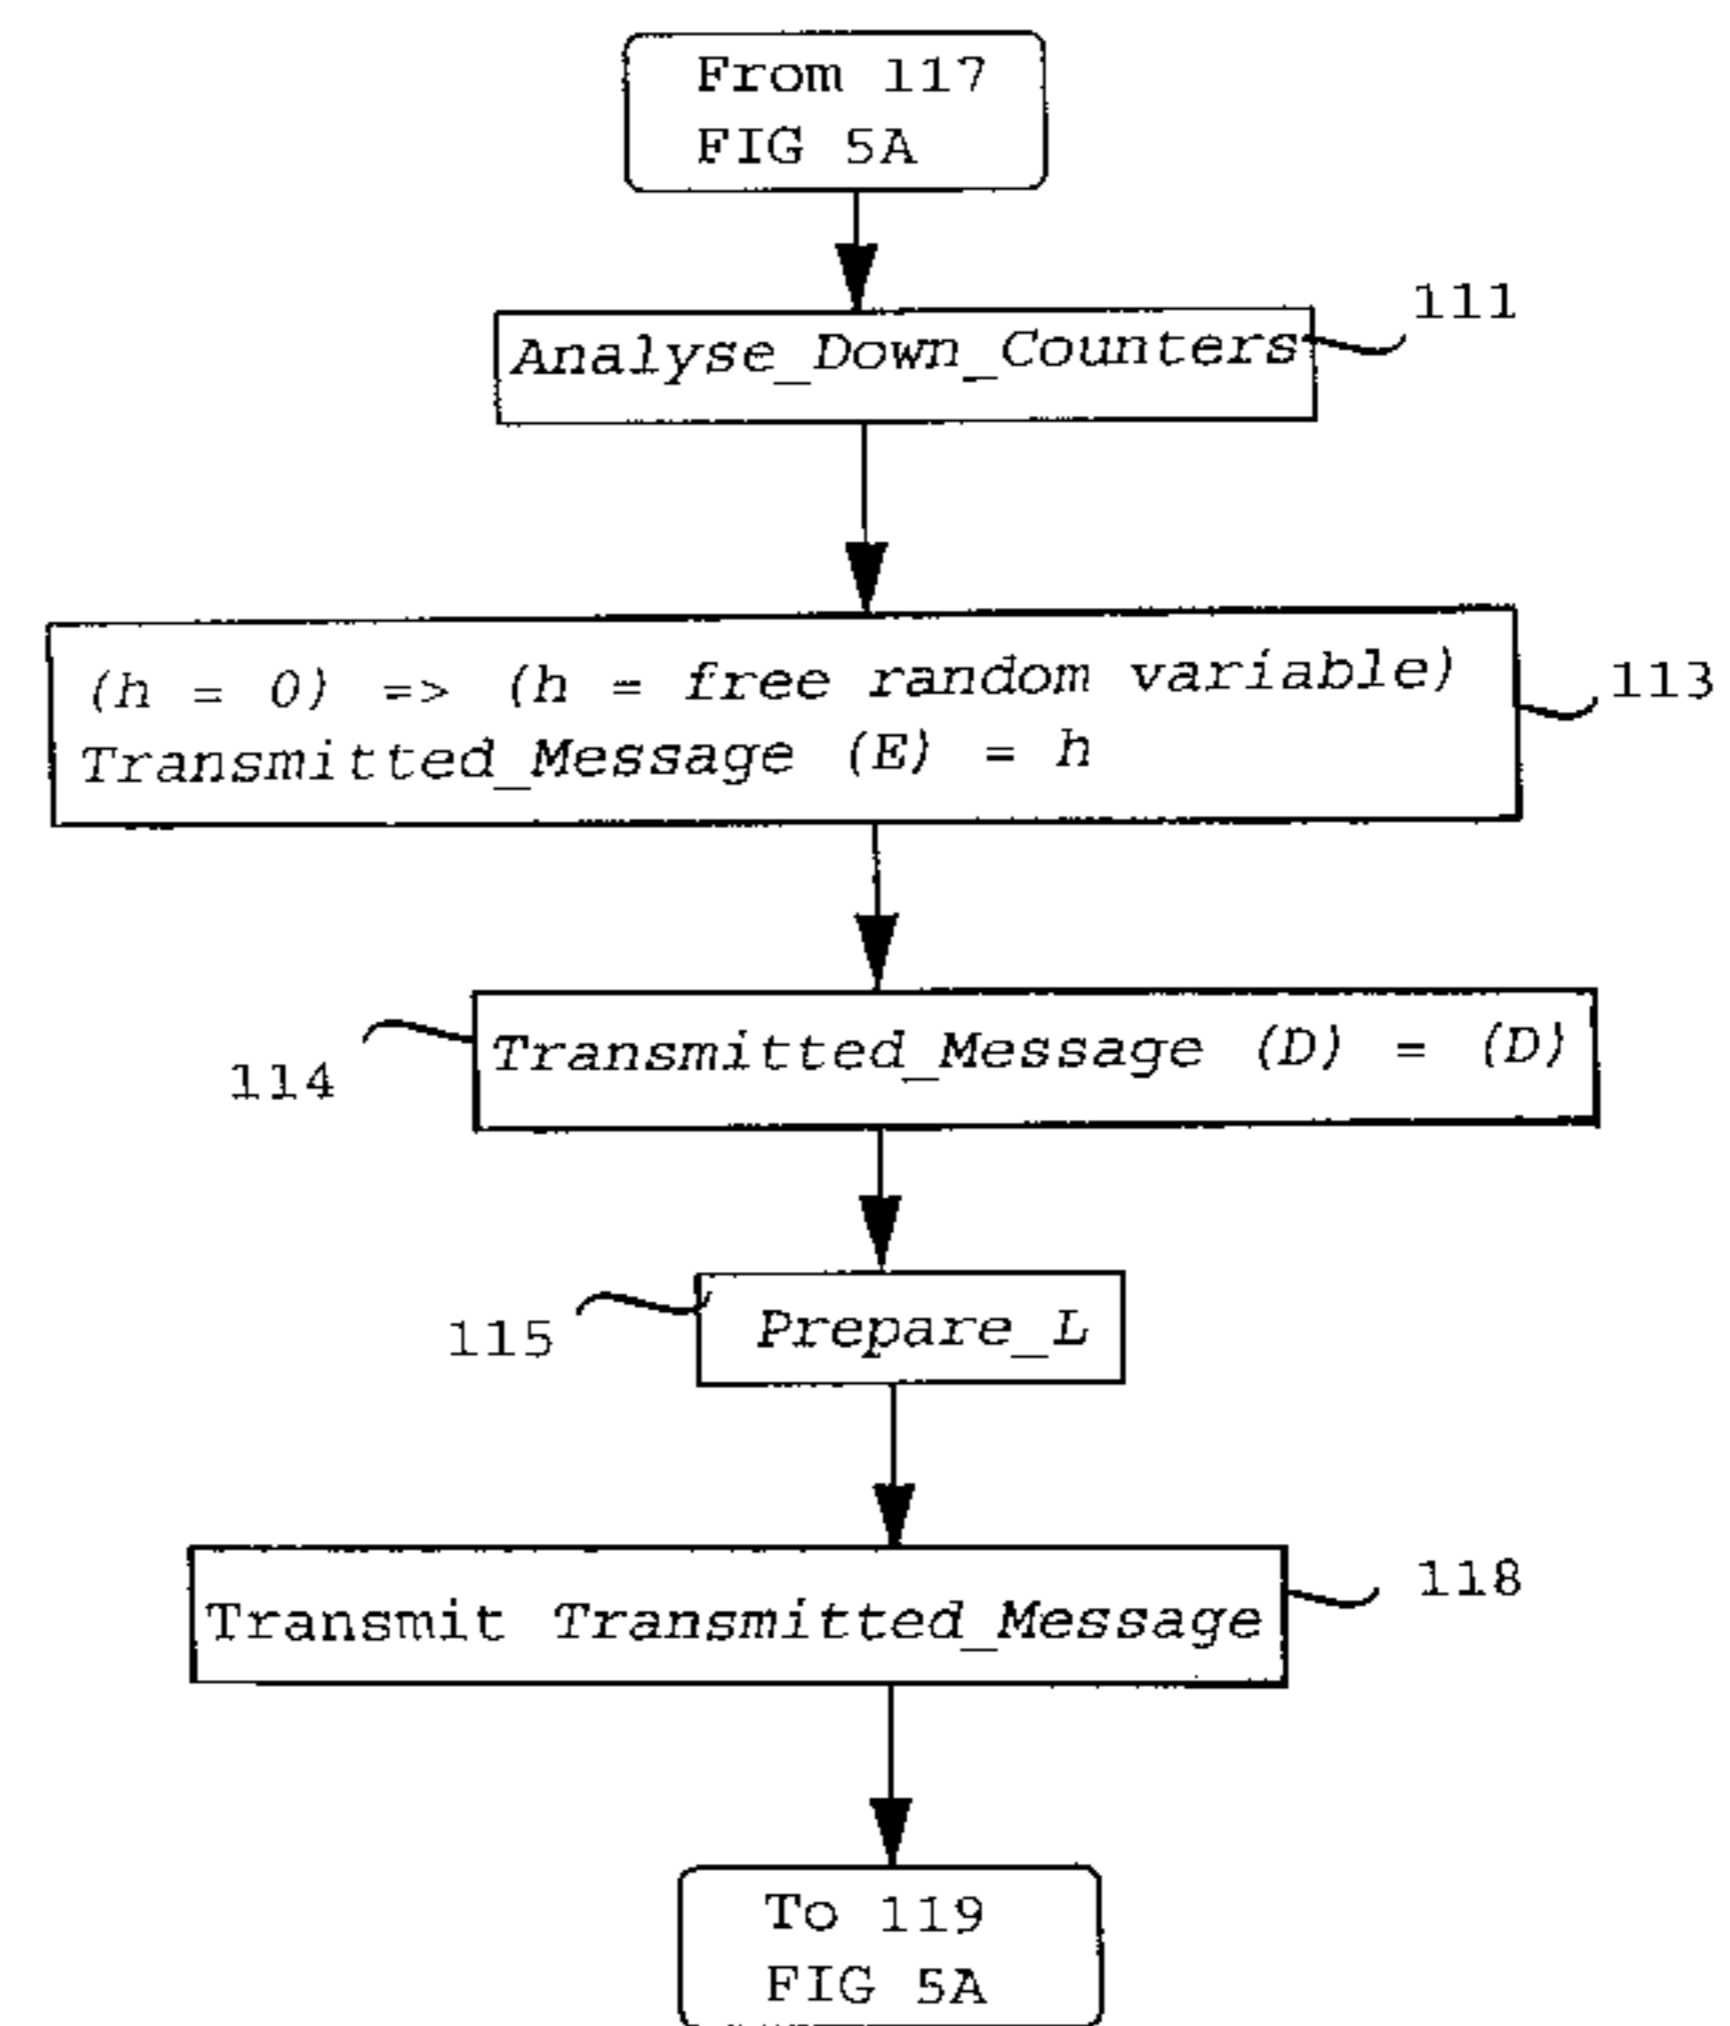 From 117
FIG 5A
Analyse_Down_Counters
111
(h = 0) => (h = free random variable)
Transmitted_Message (E) = h
113
Transmitted_Message (D) = (D)
114
Prepare_L
115
Transmit Transmitted_Message
118
To 119
FIG 5A